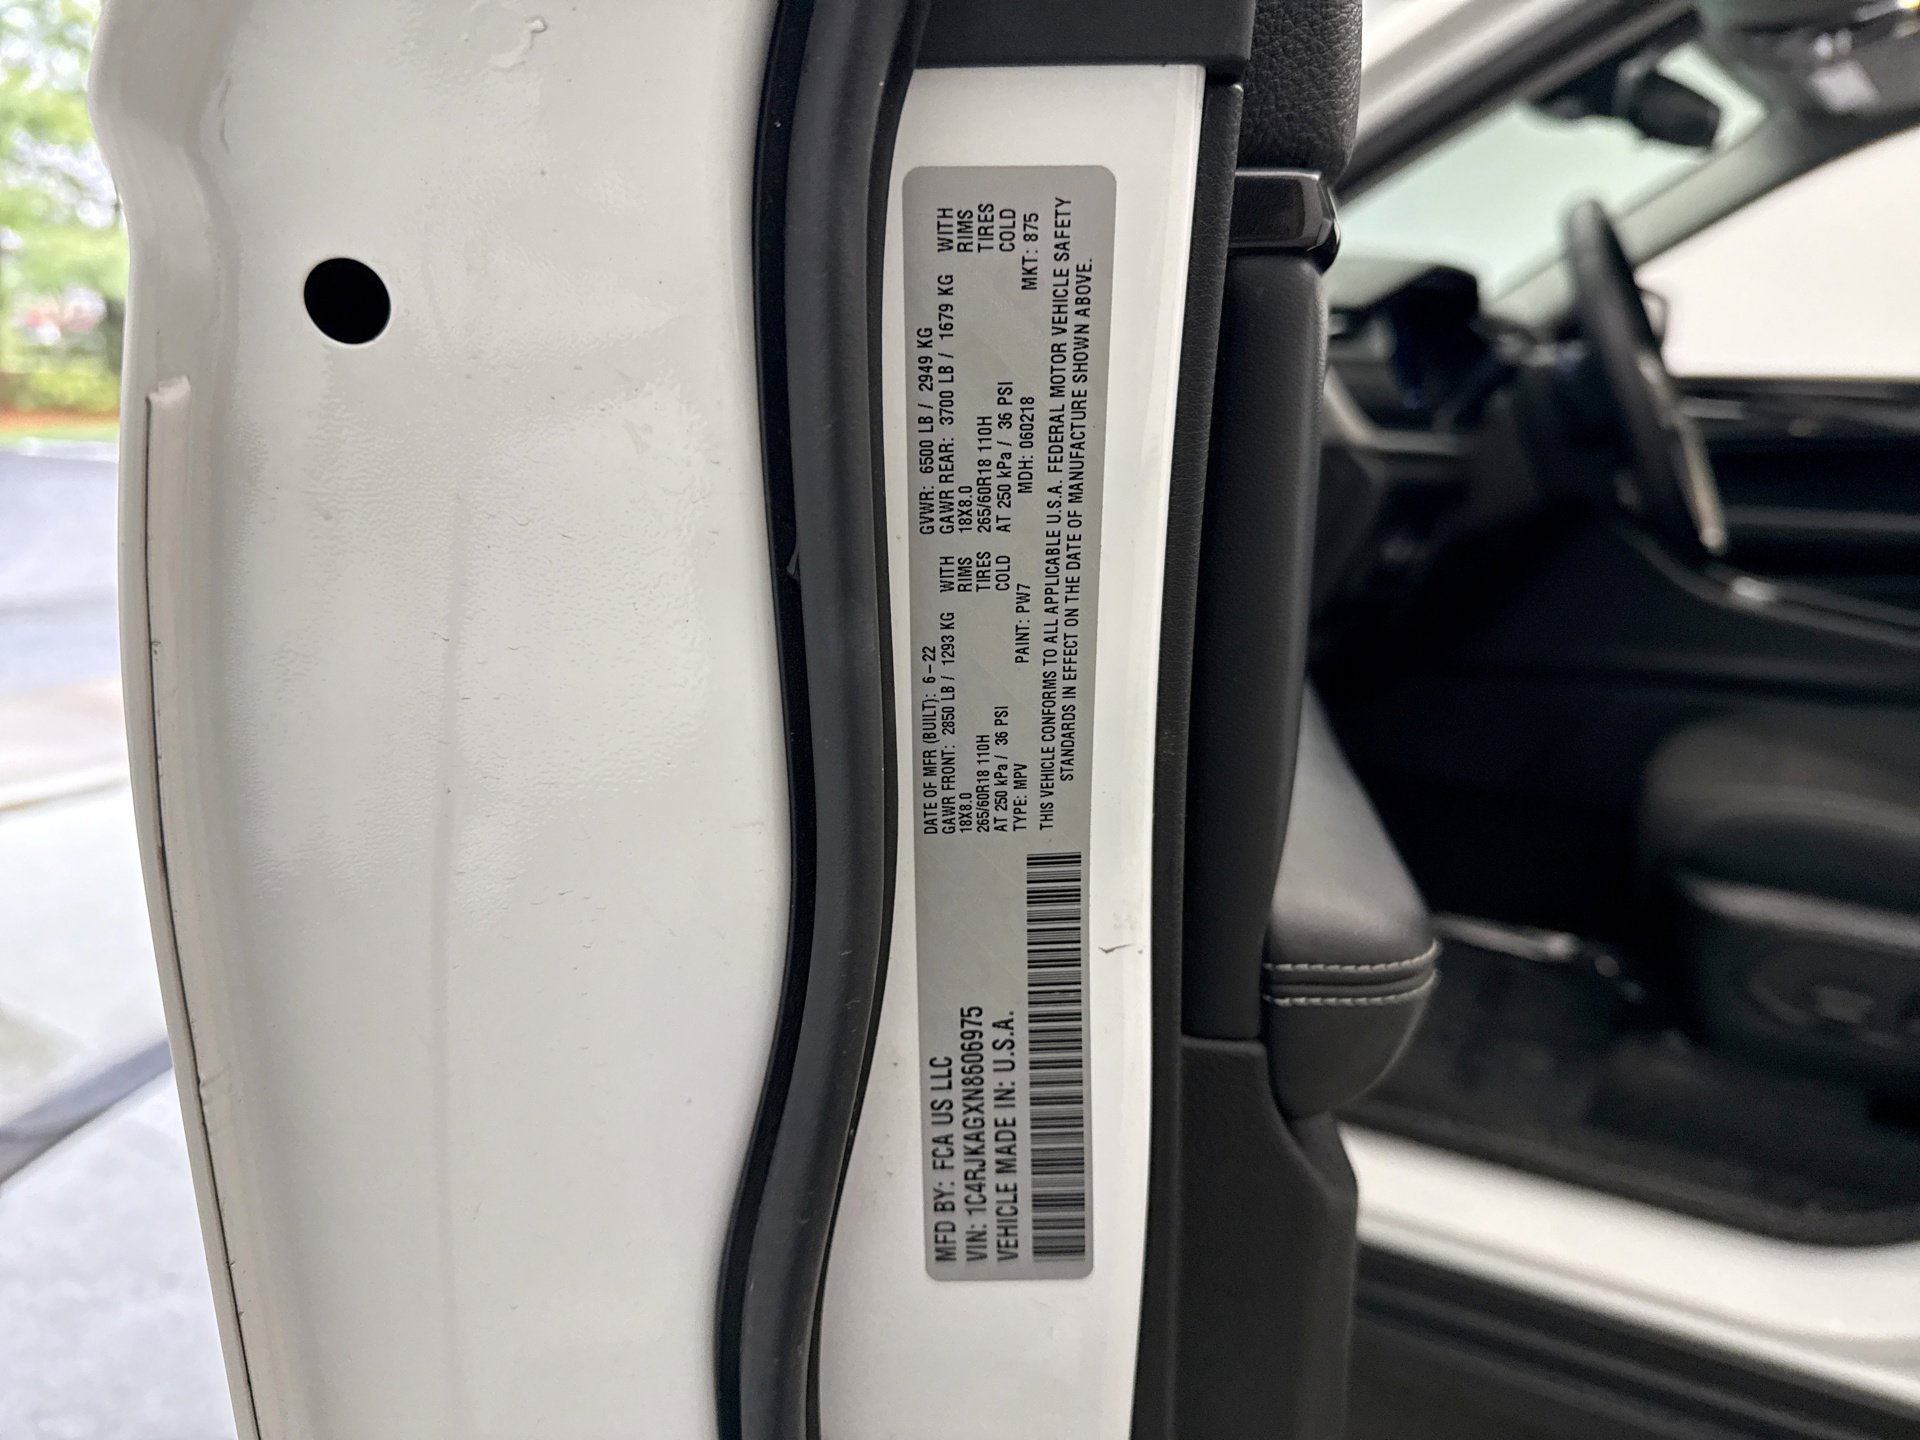 MFD BY: FCA US LLC
VIN: 1C4RJKAGXN8606975
VEHICLE MADE IN: U.S.A.
DATE OF MFR (BUILT): 6-22 GVWR: 6500 LB / 2949 KG
GAWR FRONT: 2850 LB / 1293 KG WITH GAWR REAR: 3700 LB / 1679 KG WITH
18X8.0 RIMS 18X8.0 RIMS
265/60R18 110H TIRES 265/60R18 110H TIRES
AT 250 kPa / 36 PSI COLD AT 250 kPa / 36 PSI COLD
TYPE: MPV PAINT: PW7 MDH: 060218 MKT: 875
THIS VEHICLE CONFORMS TO ALL APPLICABLE U.S.A. FEDERAL MOTOR VEHICLE SAFETY
STANDARDS IN EFFECT ON THE DATE OF MANUFACTURE SHOWN ABOVE.